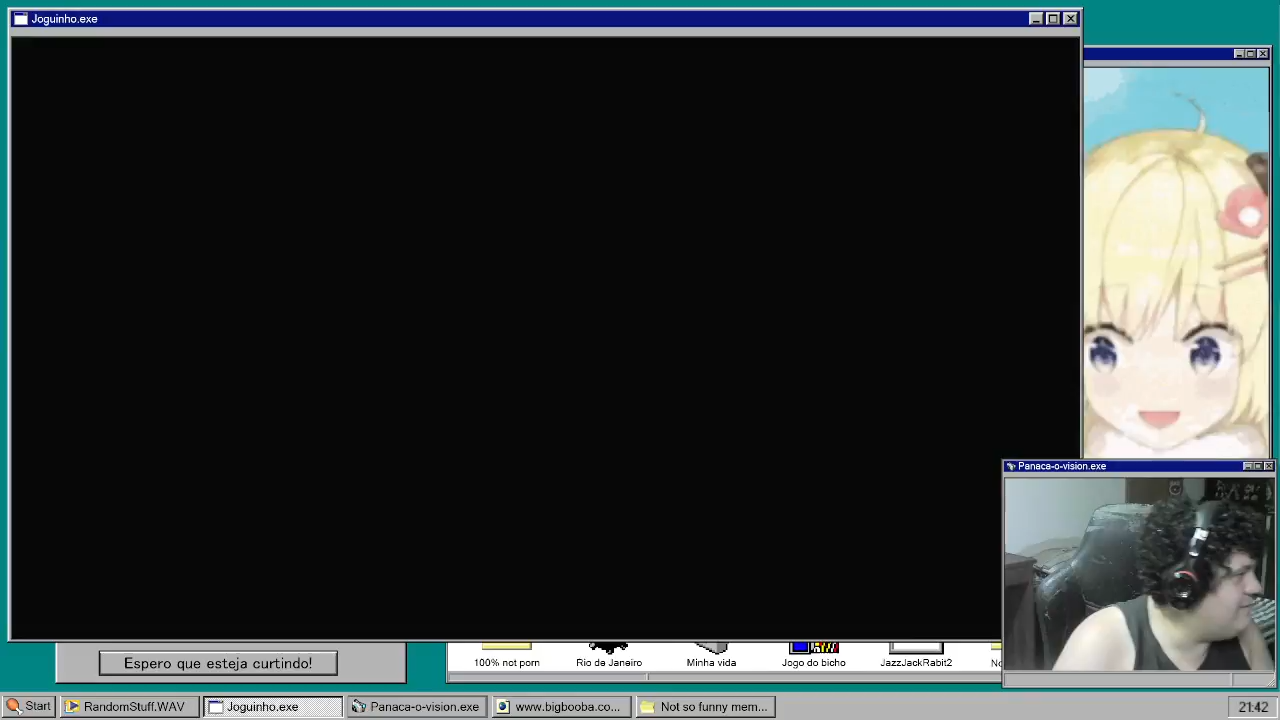 Joguinho.exe
Panaca-o-vision.exe
Espero que esteja curtindo!
100% not porn
Rio de Janeiro
Minha vida
Jogo do bicho
JazzJackRabbit2
Start
RandomStuff.WAV
Joguinho.exe
Panaca-o-vision.exe
www.bigbooba.co...
Not so funny mem...
21:42